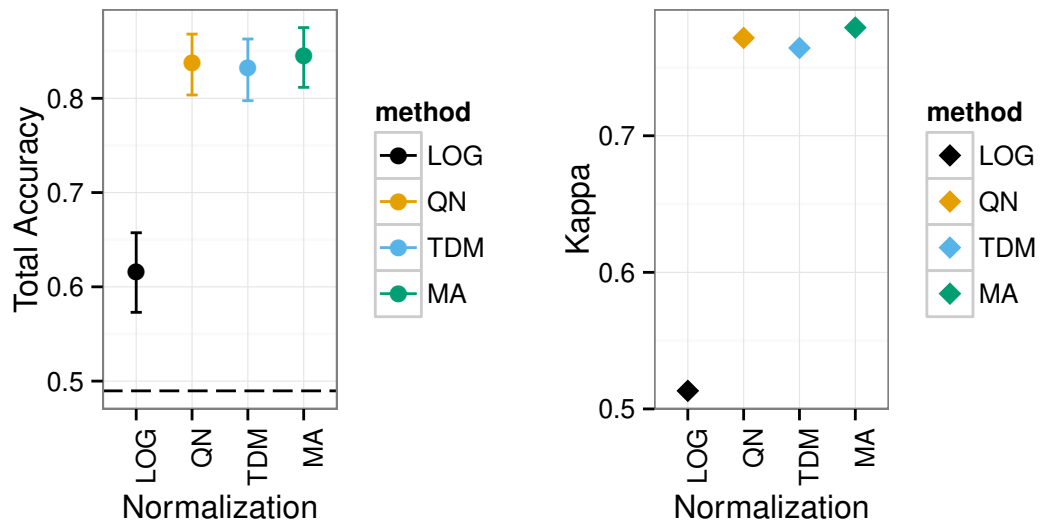 Total Accuracy
0.8
0.7
0.6
0.5
LOG
QN
TDM
MA
Normalization
method
LOG
QN
TDM
MA
Kappa
0.7
0.6
0.5
LOG
QN
TDM
MA
Normalization
method
LOG
QN
TDM
MA